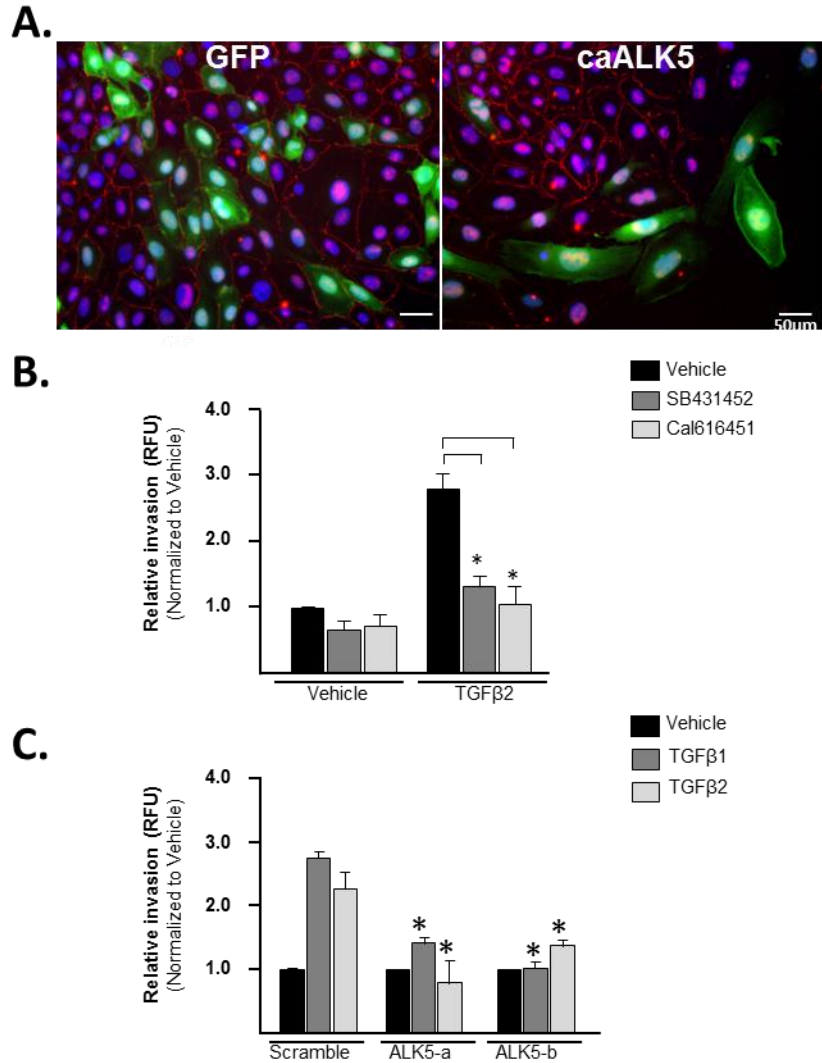 A.
GFP
caALK5
50µm
B.
Vehicle
SB431452
Cal616451
Relative invasion (RFU)
(Normalized to Vehicle)
4.0
3.0
2.0
1.0
*
*
Vehicle
TGFβ2
C.
Vehicle
TGFβ1
TGFβ2
Relative invasion (RFU)
(Normalized to Vehicle)
4.0
3.0
2.0
1.0
*
*
*
*
Scramble
ALK5-a
ALK5-b